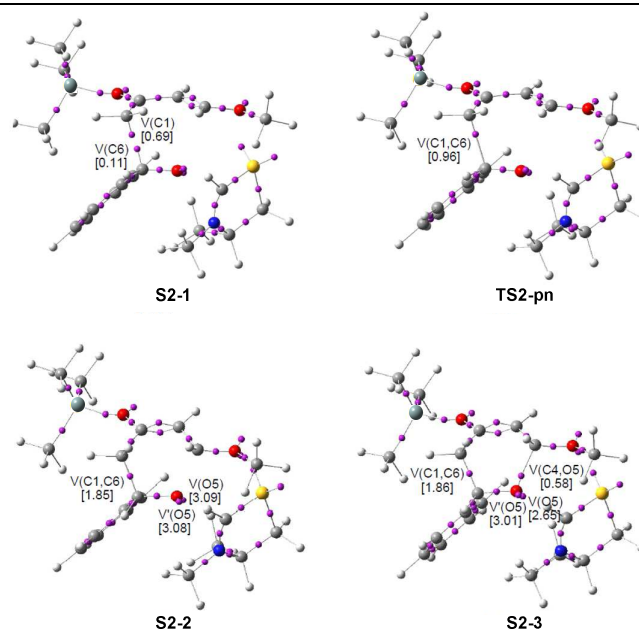 V(C1)
[0.69]
V(C6)
[0.11]
S2-1
V(C1,C6)
[0.96]
TS2-pn
V(C1,C6)
[1.85]
V(O5)
[3.09]
V'(O5)
[3.08]
S2-2
V(C1,C6)
[1.86]
V(C4,O5)
[0.58]
V'(O5)
[3.01]
V(O5)
[2.65]
S2-3